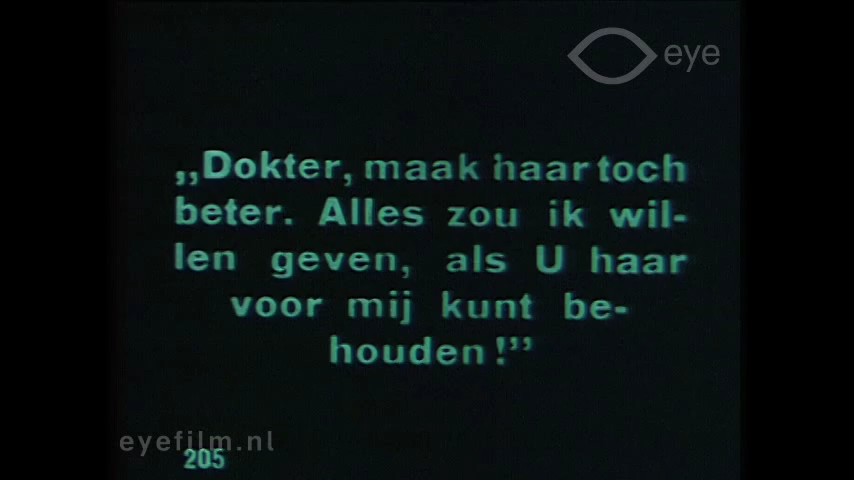 eye
„Dokter, maak haar toch
beter. Alles zou ik wil-
len geven, als U haar
voor mij kunt be-
houden!”
eyefilm.nl
205